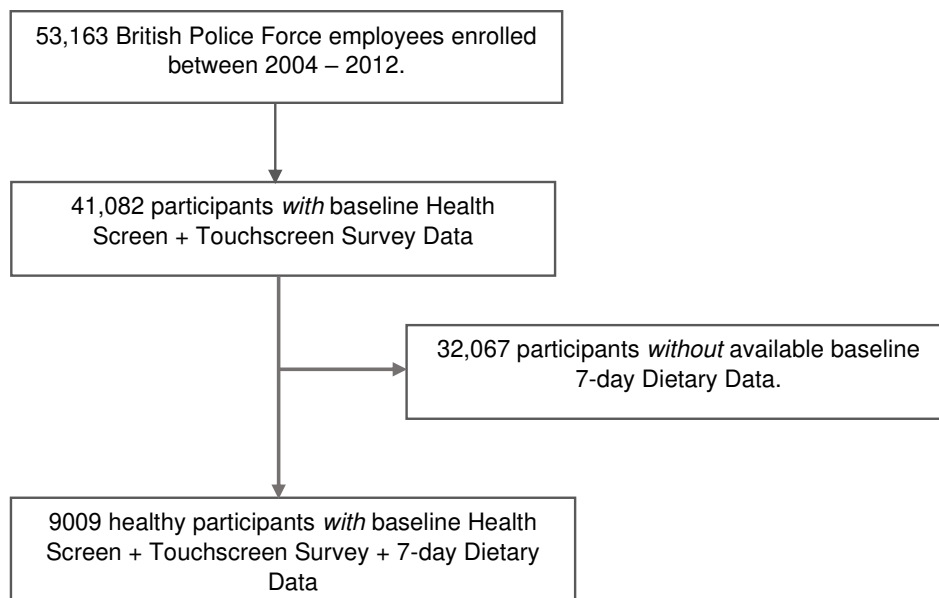 53,163 British Police Force employees enrolled
between 2004 – 2012.
41,082 participants with baseline Health
Screen + Touchscreen Survey Data
32,067 participants without available baseline
7-day Dietary Data.
9009 healthy participants with baseline Health
Screen + Touchscreen Survey + 7-day Dietary
Data